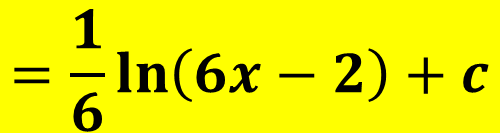 = 1/6 ln(6x − 2) + c